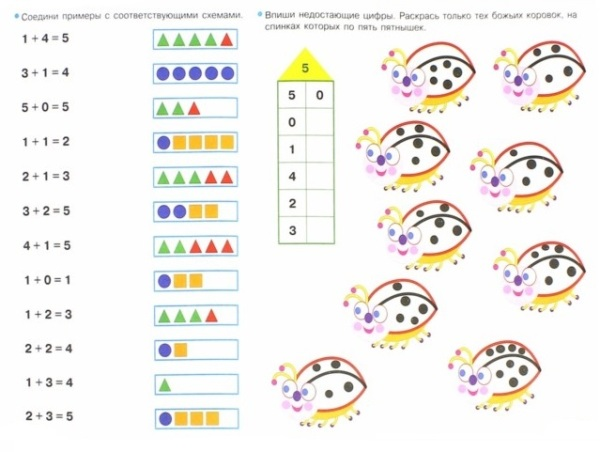 Соедини примеры с соответствующими схемами.
1 + 4 = 5
3 + 1 = 4
5 + 0 = 5
1 + 1 = 2
2 + 1 = 3
3 + 2 = 5
4 + 1 = 5
1 + 0 = 1
1 + 2 = 3
2 + 2 = 4
1 + 3 = 4
2 + 3 = 5
Впиши недостающие цифры. Раскрась только тех божьих коровок, на
спинках которых по пять пятнышек.
5
5 0
0
1
4
2
3